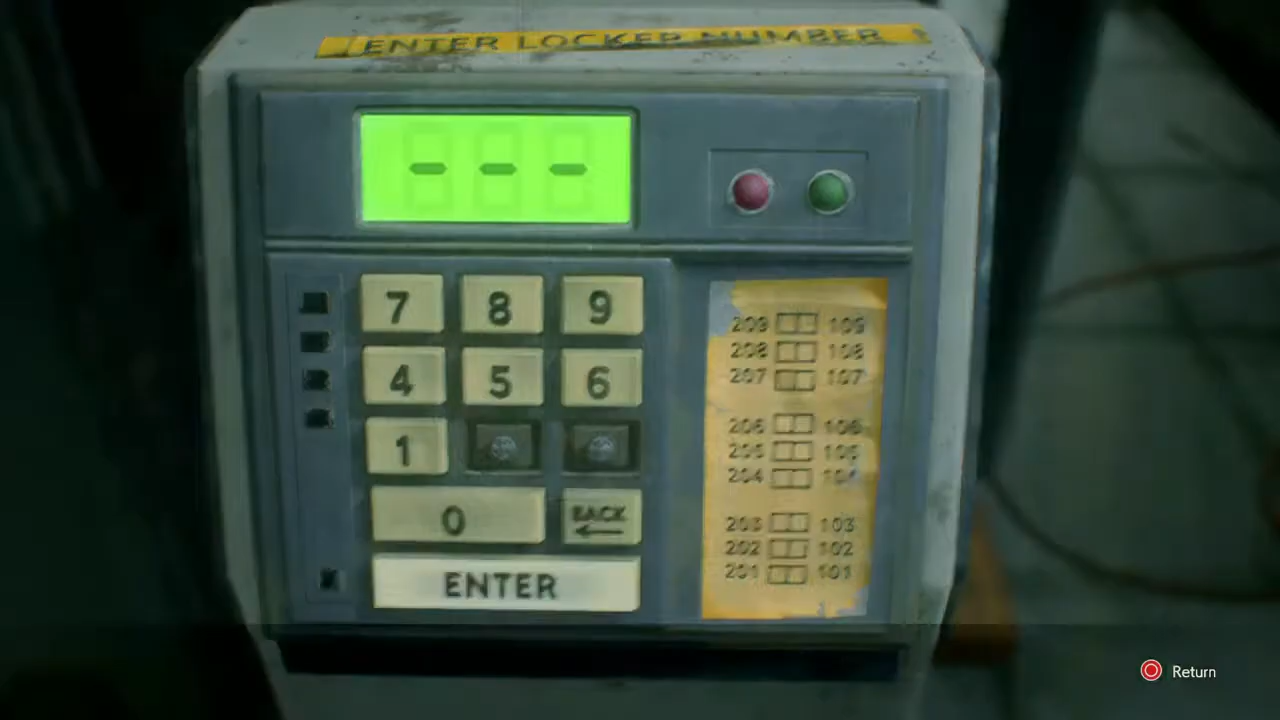 ENTER LOCKER NUMBER
- - -
7 8 9
4 5 6
1
0 BACK
ENTER
209 109
208 108
207 107
206 106
205 105
204 104
203 103
202 102
201 101
Return